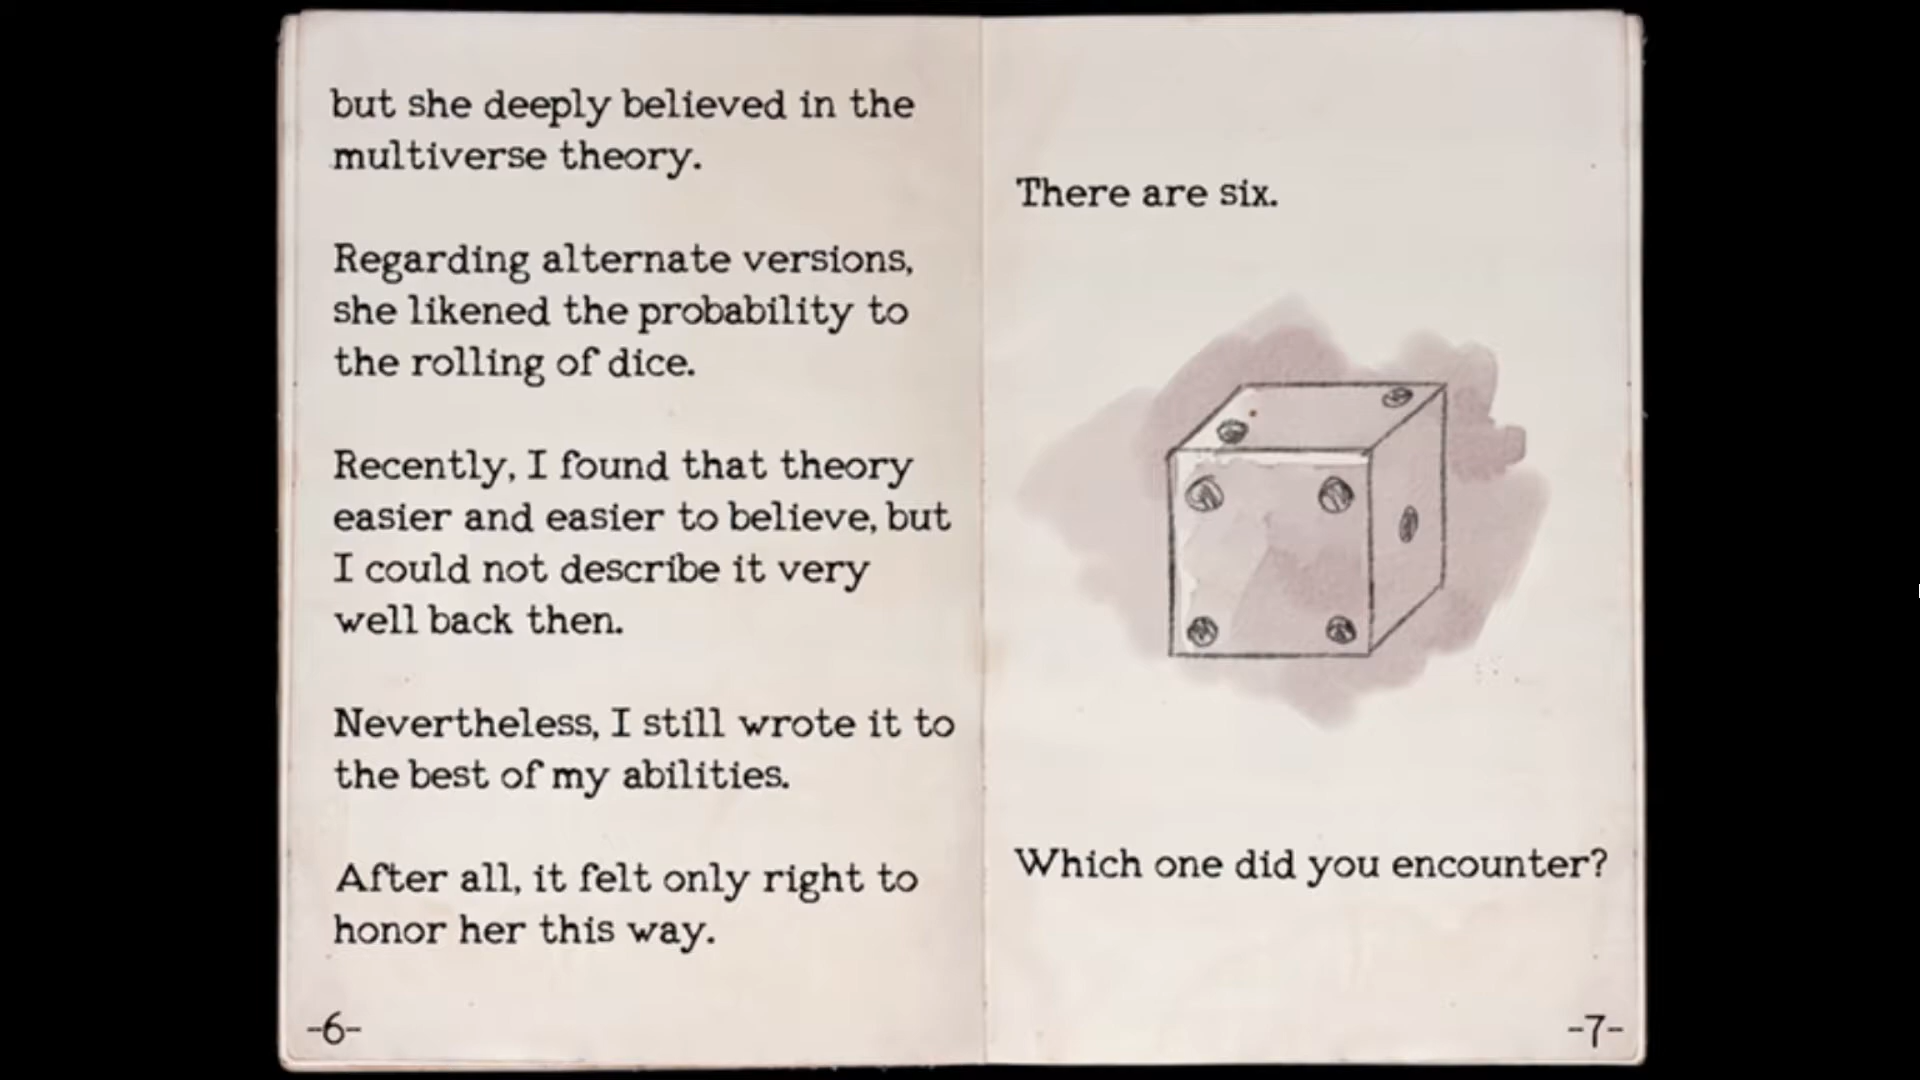 but she deeply believed in the
multiverse theory.
Regarding alternate versions,
she likened the probability to
the rolling of dice.
Recently, I found that theory
easier and easier to believe, but
I could not describe it very
well back then.
Nevertheless, I still wrote it to
the best of my abilities.
After all, it felt only right to
honor her this way.
-6-
There are six.
Which one did you encounter?
-7-